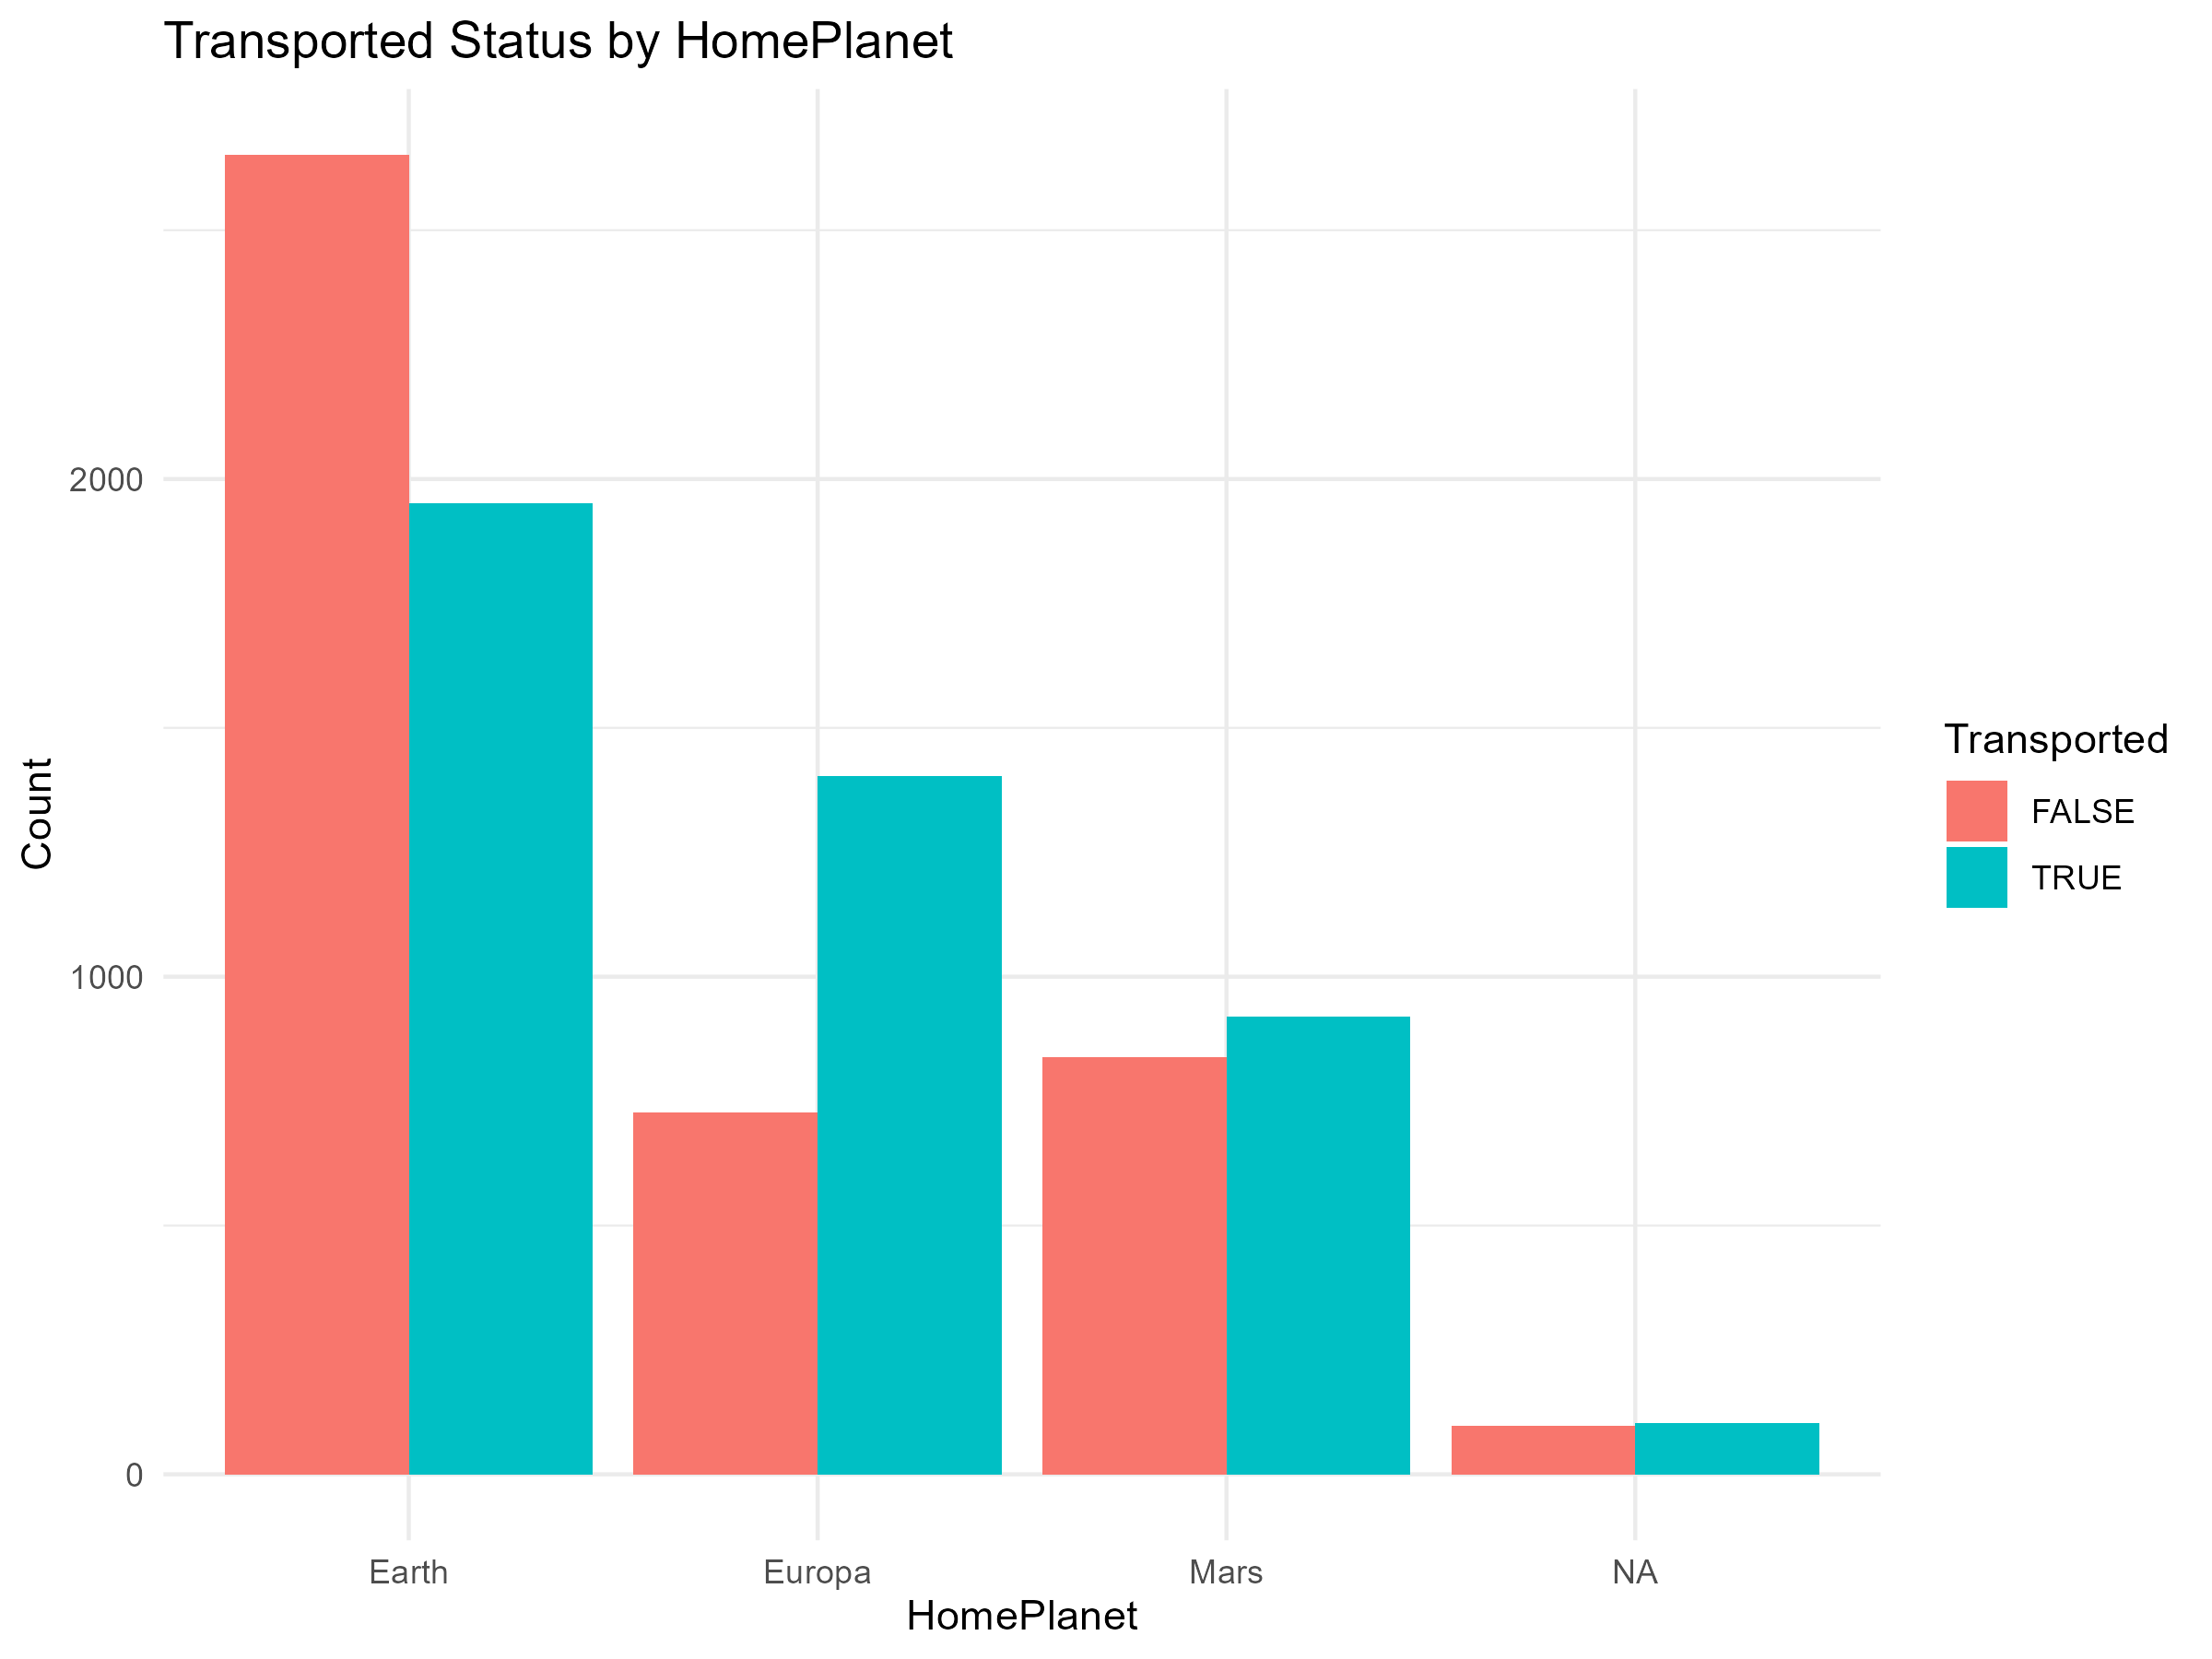 Transported Status by HomePlanet
Count
2000
1000
0
Earth
Europa
Mars
NA
HomePlanet
Transported
FALSE
TRUE